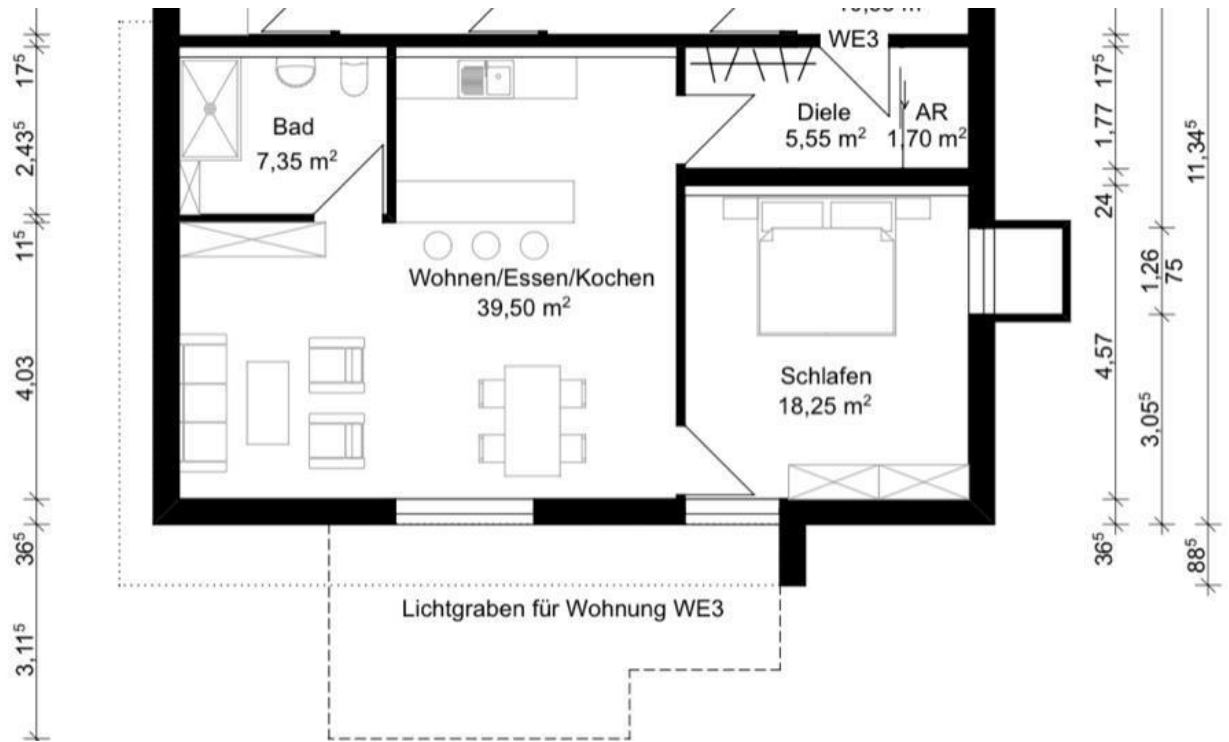 WE3
Bad
7,35 m²
Diele
5,55 m²
AR
1,70 m²
Wohnen/Essen/Kochen
39,50 m²
Schlafen
18,25 m²
Lichtgraben für Wohnung WE3
17⁵
2,43⁵
11⁵
4,03
36⁵
3,11⁵
17⁵
1,77
24
4,57
36⁵
1,26
75
3,05⁵
11,34⁵
88⁵